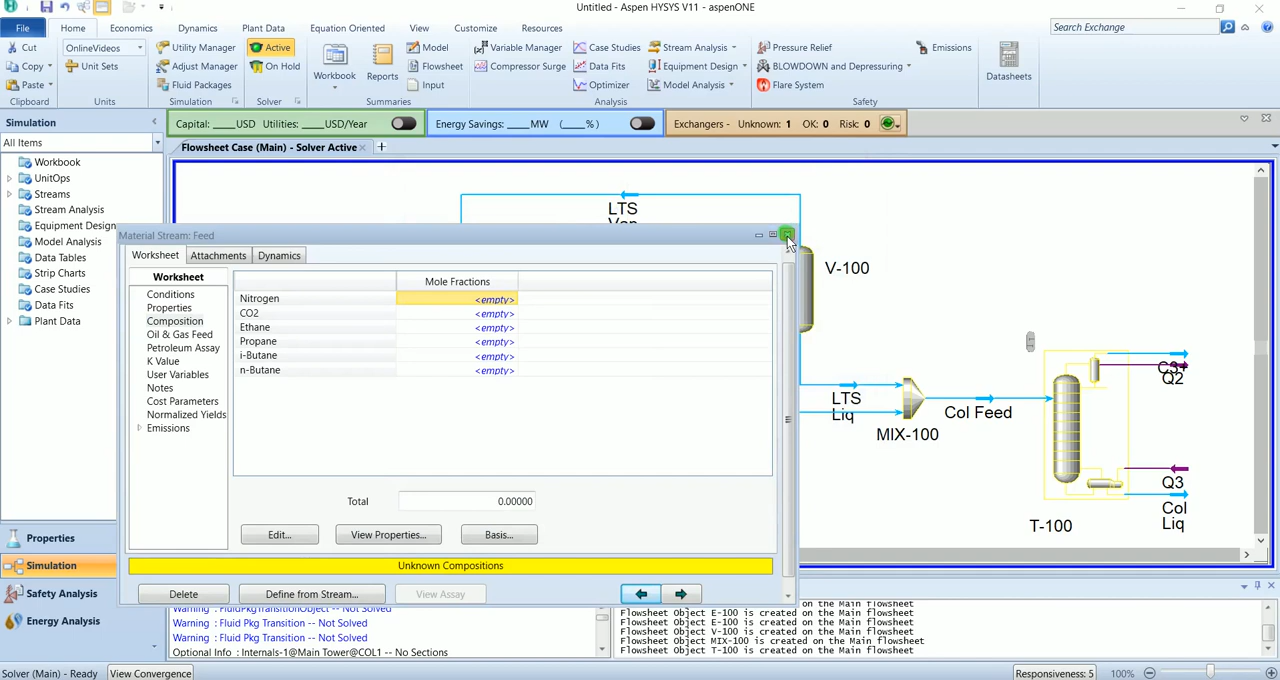 Untitled - Aspen HYSYS V11 - aspenONE
File
Home
Economics
Dynamics
Plant Data
Equation Oriented
View
Customize
Resources
Search Exchange
Cut
OnlineVideos
Utility Manager
Active
Model
Variable Manager
Case Studies
Stream Analysis
Pressure Relief
Emissions
Copy
Unit Sets
Adjust Manager
On Hold
Workbook
Reports
Flowsheet
Compressor Surge
Data Fits
Equipment Design
BLOWDOWN and Depressuring
Datasheets
Paste
Fluid Packages
Input
Optimizer
Model Analysis
Flare System
Clipboard
Units
Simulation
Solver
Summaries
Analysis
Safety
Simulation
Capital: ____USD Utilities: ____USD/Year
Energy Savings: ____MW (____%)
Exchangers - Unknown: 1 OK: 0 Risk: 0
All Items
Flowsheet Case (Main) - Solver Active
Workbook
UnitOps
Streams
Stream Analysis
Equipment Design
Model Analysis
Data Tables
Strip Charts
Case Studies
Data Fits
Plant Data
LTS
Material Stream: Feed
Worksheet
Attachments
Dynamics
Worksheet
Conditions
Properties
Composition
Oil & Gas Feed
Petroleum Assay
K Value
User Variables
Notes
Cost Parameters
Normalized Yields
Emissions
Mole Fractions
Nitrogen <empty>
CO2 <empty>
Ethane <empty>
Propane <empty>
i-Butane <empty>
n-Butane <empty>
Total 0.00000
Edit...
View Properties...
Basis...
Unknown Compositions
Delete
Define from Stream...
View Assay
V-100
LTS
Liq
MIX-100
Col Feed
T-100
Q2
Q3
Col
Liq
Properties
Simulation
Safety Analysis
Energy Analysis
Warning : FluidPkgTransitionObject -- Not Solved
Warning : Fluid Pkg Transition -- Not Solved
Warning : Fluid Pkg Transition -- Not Solved
Optional Info : Internals-1@Main Tower@COL1 -- No Sections
Flowsheet Object E-100 is created on the Main flowsheet
Flowsheet Object V-100 is created on the Main flowsheet
Flowsheet Object MIX-100 is created on the Main flowsheet
Flowsheet Object T-100 is created on the Main flowsheet
Solver (Main) - Ready
View Convergence
Responsiveness: 5
100%